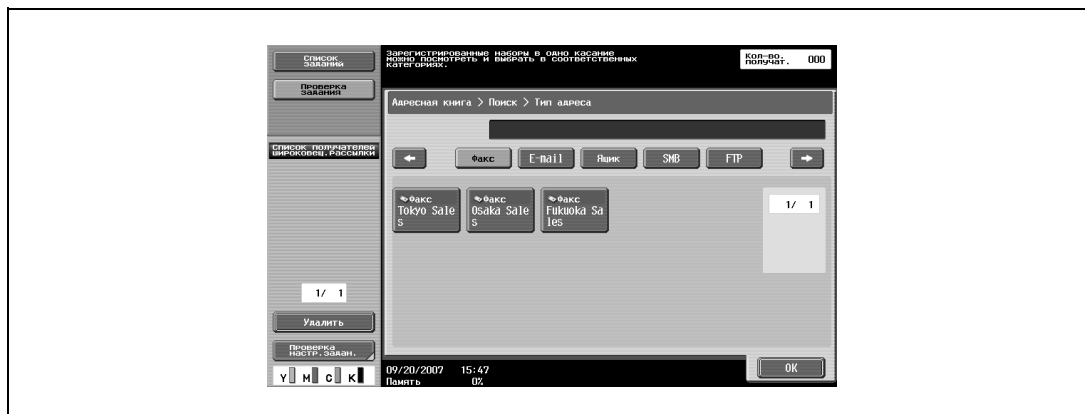 Список
заданий
Проверка
задания
Список получателей
широковещ.рассылки
1/ 1
Удалить
Проверка
настр.задан.
Y M C K
Зарегистрированные наборы в одно касание
можно посмотреть и выбрать в соответственных
категориях.
Кол-во.
получат. 000
Адресная книга > Поиск > Тип адреса
Факс E-mail Ящик SMB FTP
Факс Факс Факс
Tokyo Sale Osaka Sale Fukuoka Sa
s s les
1/ 1
OK
09/20/2007 15:47
Память 0%